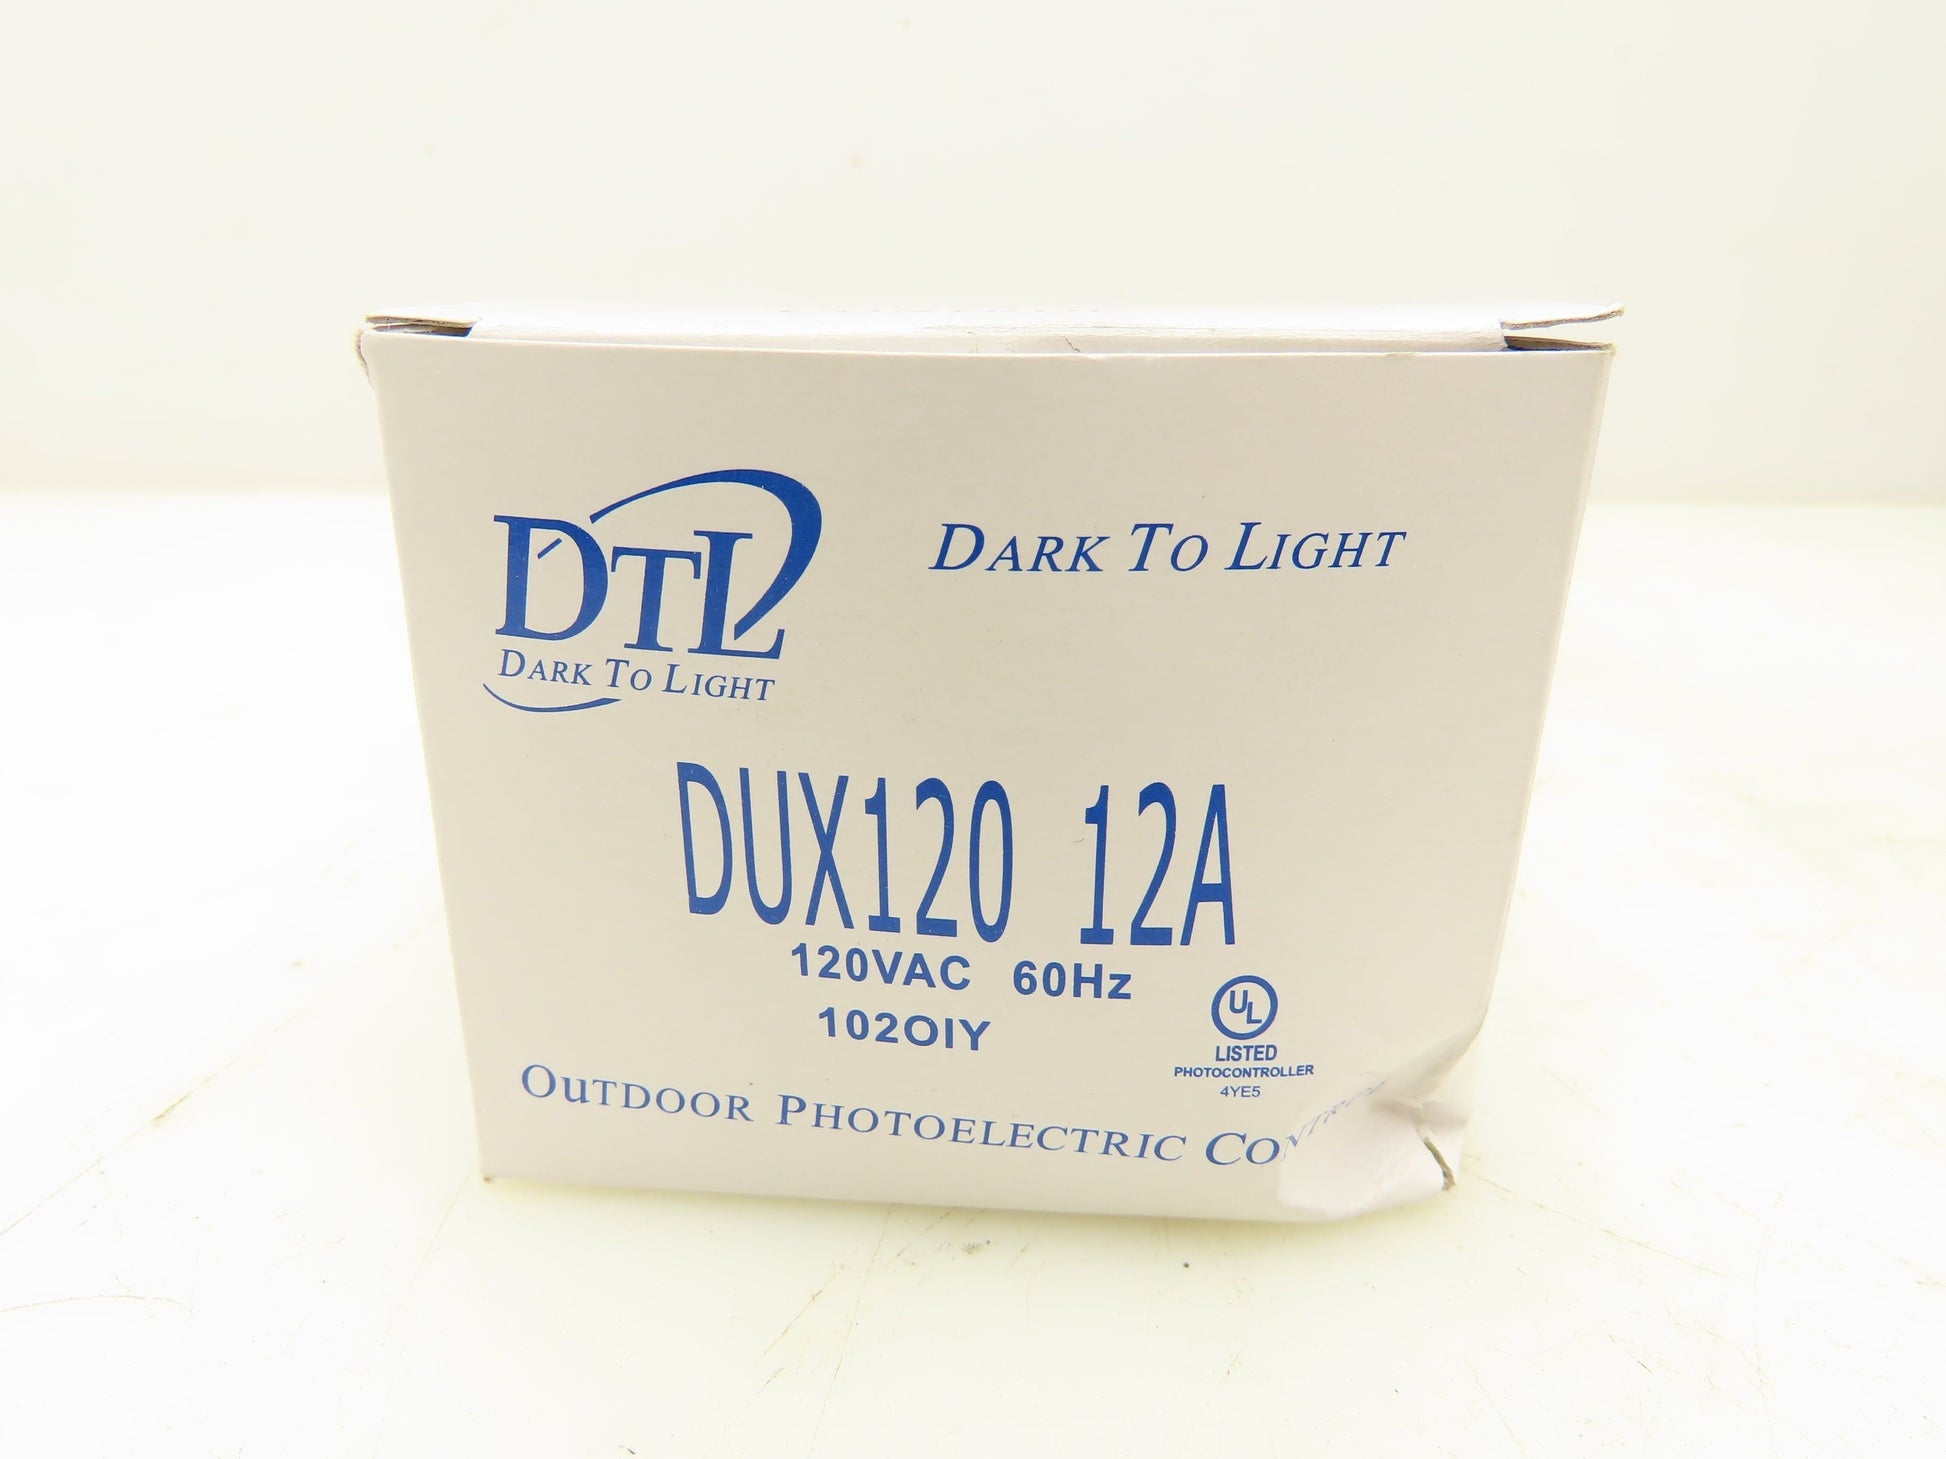 DTL
DARK TO LIGHT
DARK TO LIGHT
DUX120 12A
120VAC 60Hz
102OIY
UL
LISTED
PHOTOCONTROLLER
4YE5
OUTDOOR PHOTOELECTRIC